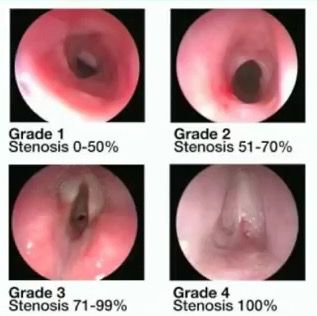 Grade 1
Stenosis 0-50%
Grade 2
Stenosis 51-70%
Grade 3
Stenosis 71-99%
Grade 4
Stenosis 100%